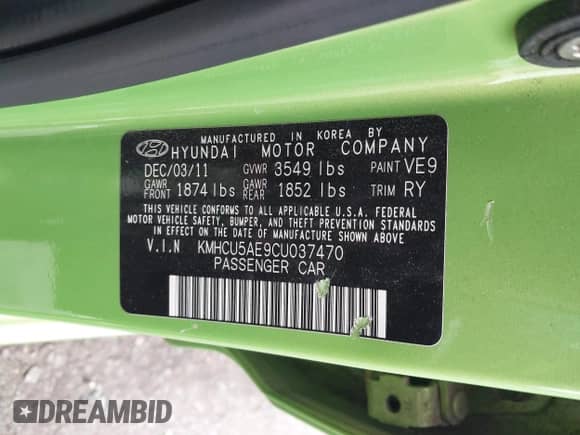 MANUFACTURED IN KOREA BY
HYUNDAI MOTOR COMPANY
DEC/03/11 GVWR 3549 lbs PAINT VE9
GAWR FRONT 1874 lbs GAWR REAR 1852 lbs TRIM RY
THIS VEHICLE CONFORMS TO ALL APPLICABLE U.S.A. FEDERAL
MOTOR VEHICLE SAFETY, BUMPER, AND THEFT STANDARDS IN
EFFECT ON THE DATE OF MANUFACTURE SHOWN ABOVE.
V.I.N KMHCU5AE9CU037470
PASSENGER CAR
DREAMBID